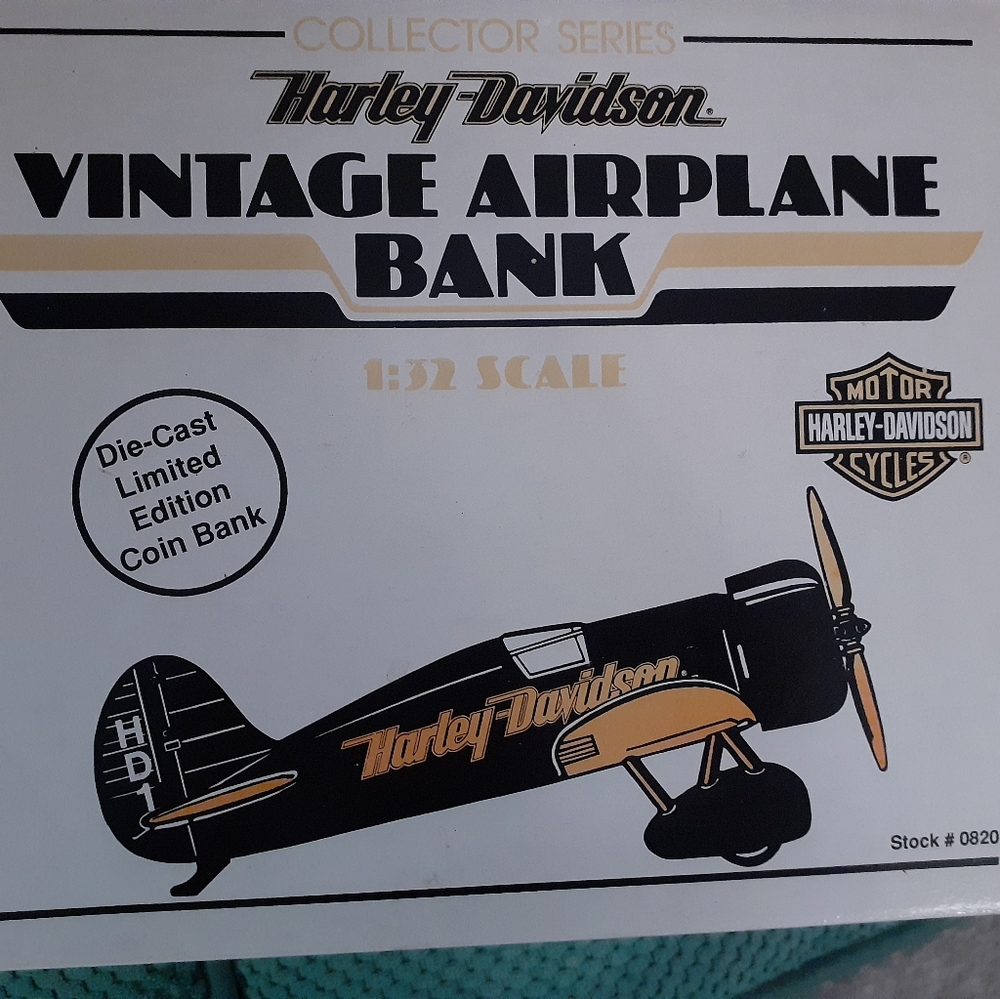 COLLECTOR SERIES
Harley-Davidson®
VINTAGE AIRPLANE
BANK
1:32 SCALE
MOTOR
HARLEY-DAVIDSON
CYCLES®
Die-Cast
Limited
Edition
Coin Bank
Harley-Davidson.
HD1
Stock # 0820